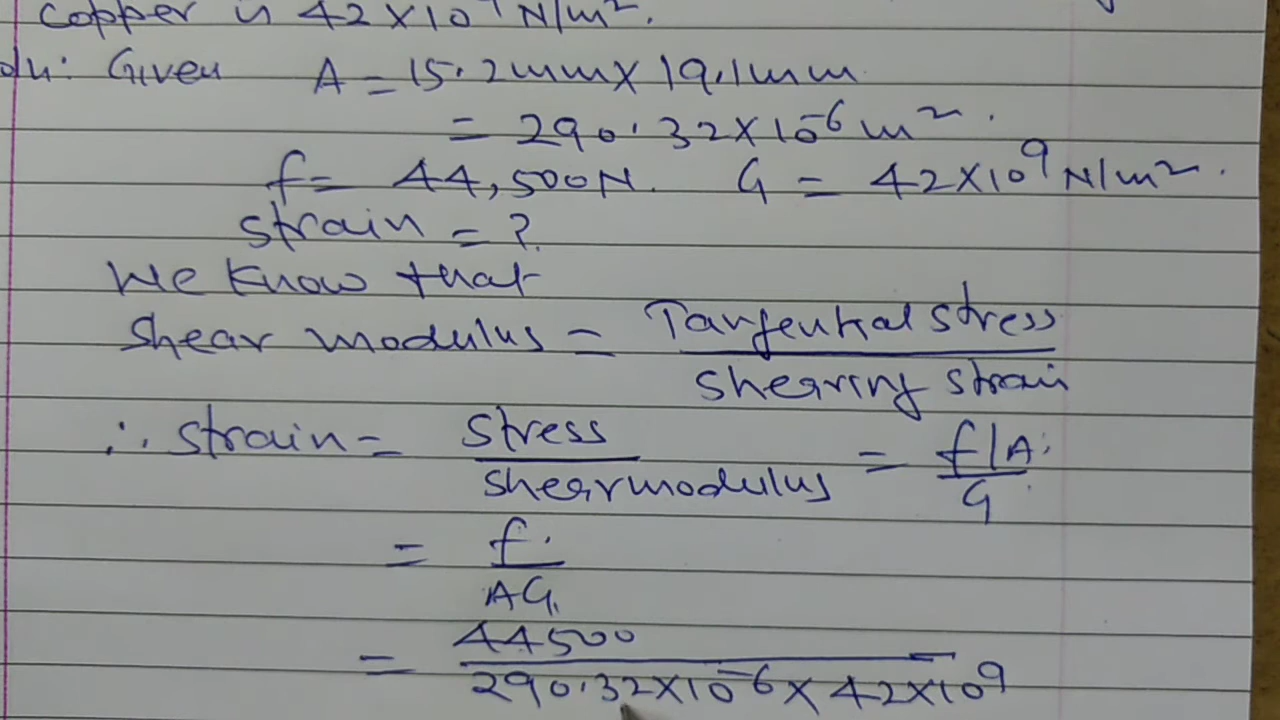 copper is 42×10⁹ N/m².
Given A = 15.2mm × 19.1mm
= 290.32×10⁻⁶ m².
f = 44,500N. G = 42×10⁹ N/m².
strain = ?
We know that
Shear modulus = Tangential stress / Shearing strain
∴ strain = Stress / Shear modulus = f/A / G
= f / AG
= 44500 / 290.32×10⁻⁶ × 42×10⁹